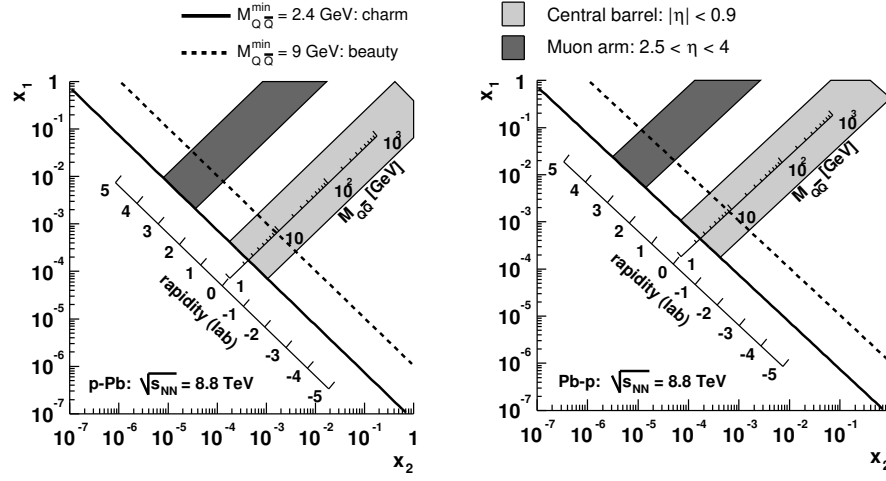 M^min_QQ̅ = 2.4 GeV: charm
M^min_QQ̅ = 9 GeV: beauty
Central barrel: |η| < 0.9
Muon arm: 2.5 < η < 4
x_1
1
10^-1
10^-2
10^-3
10^-4
10^-5
10^-6
10^-7
5
4
3
2
1
0
-1
-2
-3
-4
-5
rapidity (lab)
1
10
10^2
10^3
M_QQ̅ [GeV]
p-Pb: √s_NN = 8.8 TeV
10^-7 10^-6 10^-5 10^-4 10^-3 10^-2 10^-1 1
x_2
x_1
1
10^-1
10^-2
10^-3
10^-4
10^-5
10^-6
10^-7
5
4
3
2
1
0
-1
-2
-3
-4
-5
rapidity (lab)
1
10
10^2
10^3
M_QQ̅ [GeV]
Pb-p: √s_NN = 8.8 TeV
10^-7 10^-6 10^-5 10^-4 10^-3 10^-2 10^-1
x_2